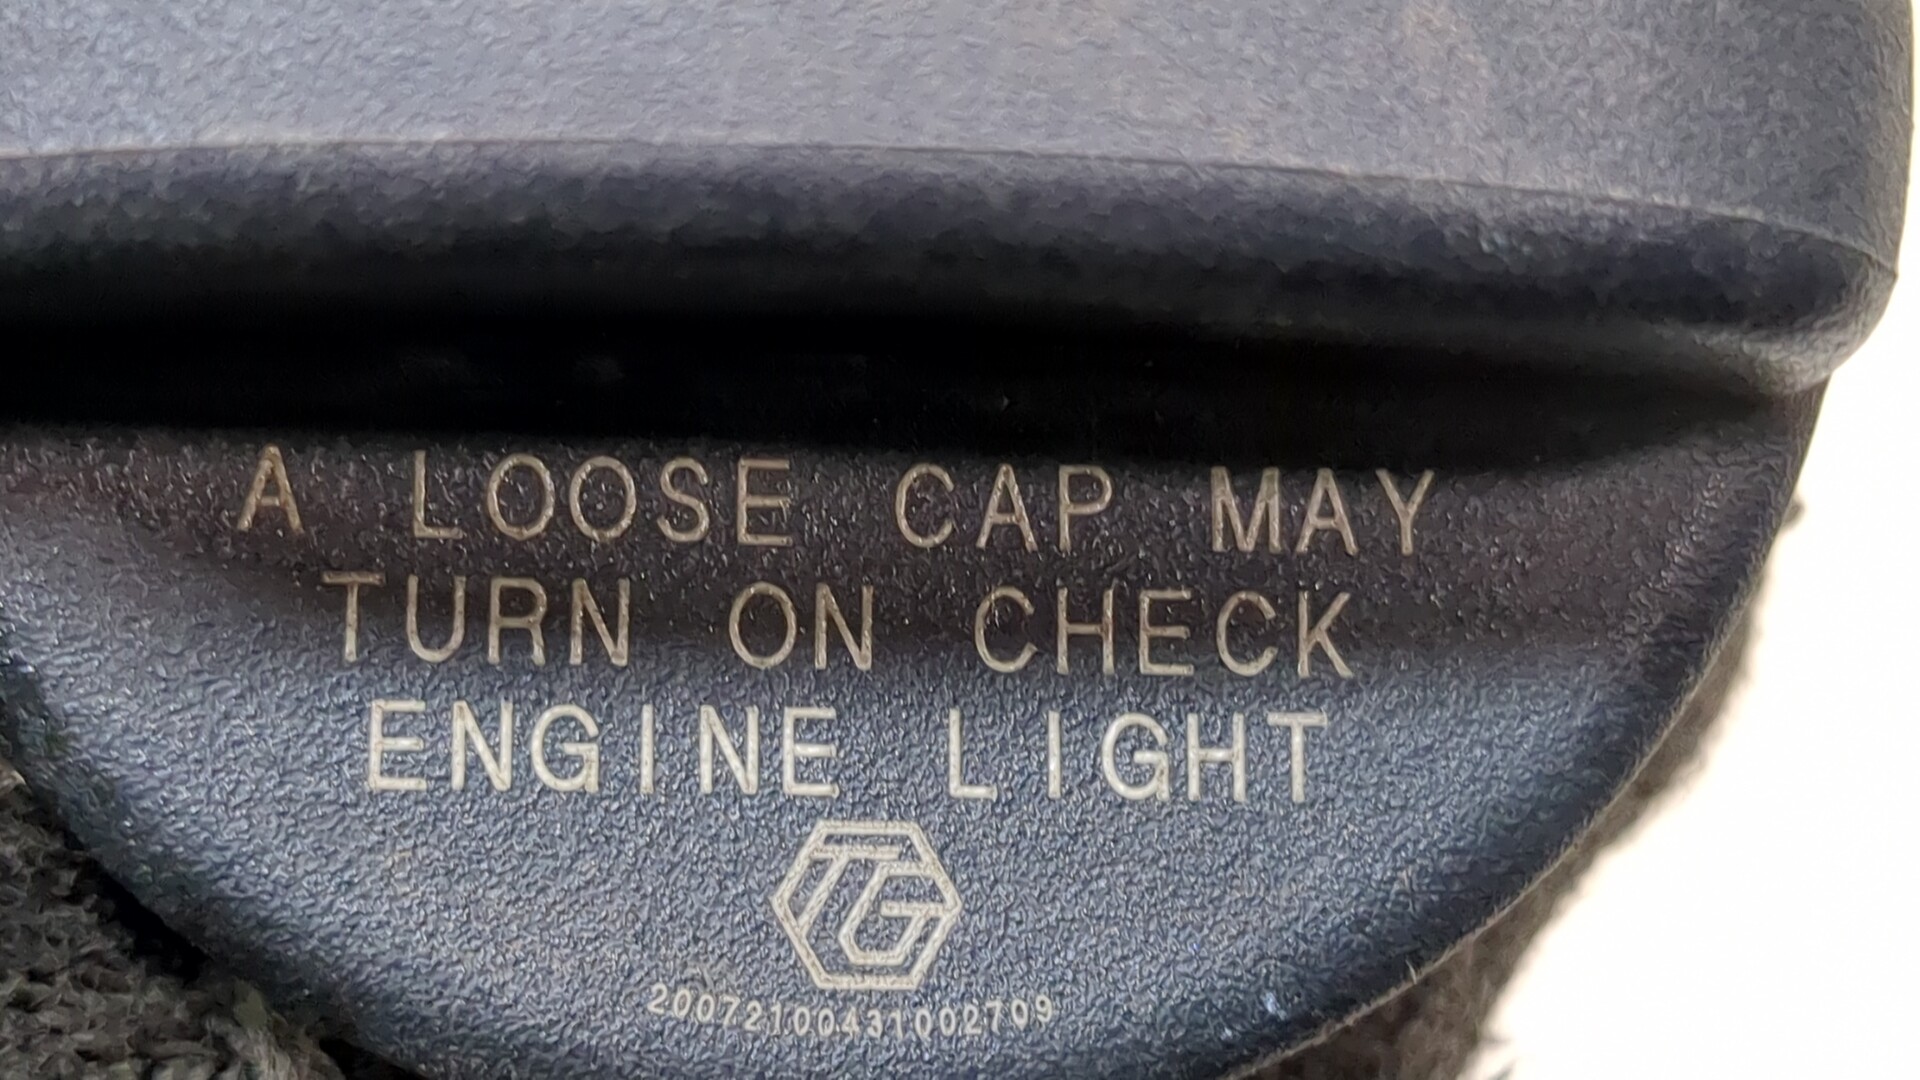 A LOOSE CAP MAY
TURN ON CHECK
ENGINE LIGHT
TG
20072100431002709